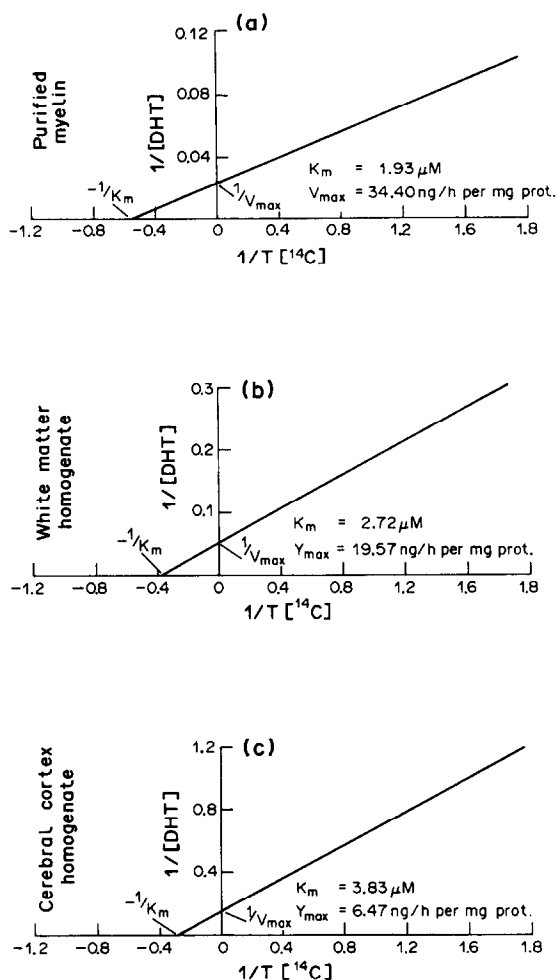 (a)
Purified
myelin
1/[DHT]
0.12
0.08
0.04
-1/Km
1/Vmax
Km = 1.93 μM
Vmax = 34.40 ng/h per mg prot.
-1.2 -0.8 -0.4 0 0.4 1.2 1.6 1.8
1/T [14C]
(b)
White matter
homogenate
1/[DHT]
0.3
0.1
-1/Km
1/Vmax
Km = 2.72 μM
Ymax = 19.57 ng/h per mg prot.
-1.2 -0.8 -0.4 0 0.4 0.8 1.2 1.6 1.8
1/T [14C]
(c)
Cerebral cortex
homogenate
1/[DHT]
1.2
0.8
0.4
-1/Km
1/Vmax
Km = 3.83 μM
Ymax = 6.47 ng/h per mg prot.
-1.2 -0.8 -0.4 0 0.4 0.8 1.4 1.6 1.8
1/T [14C]